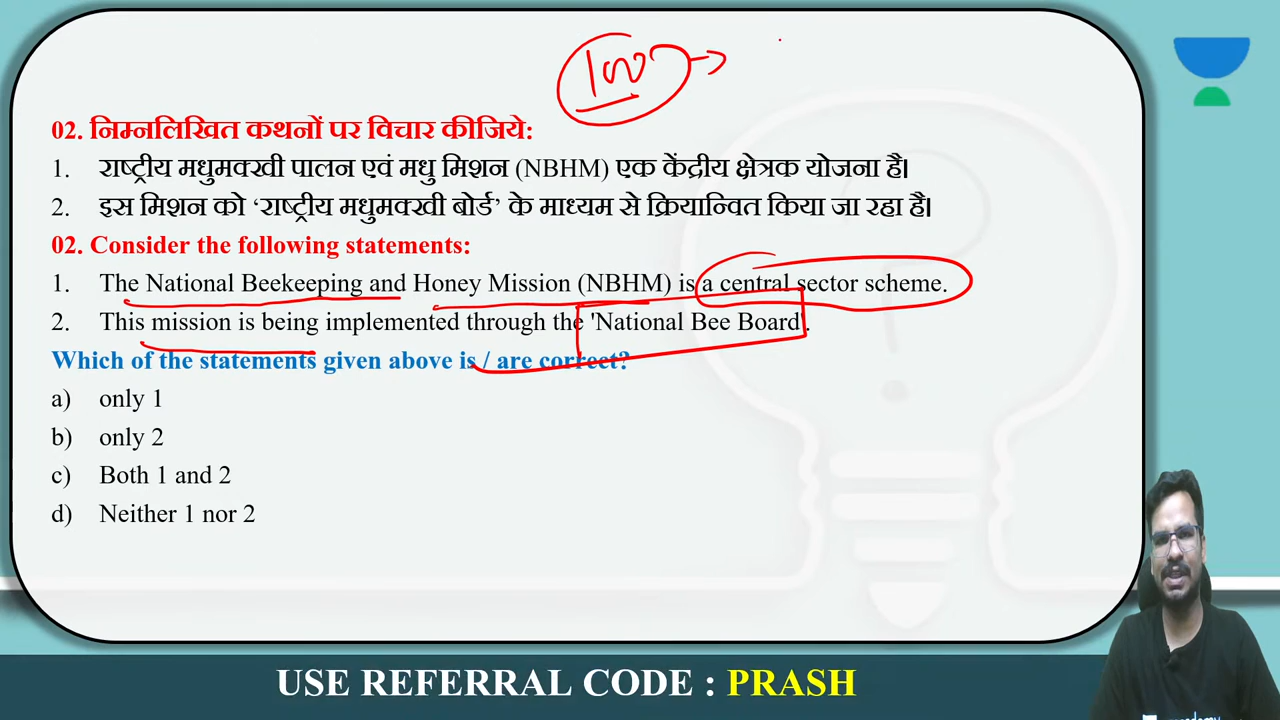 100
02. निम्नलिखित कथनों पर विचार कीजिये:
1. राष्ट्रीय मधुमक्खी पालन एवं मधु मिशन (NBHM) एक केंद्रीय क्षेत्रक योजना है।
2. इस मिशन को ‘राष्ट्रीय मधुमक्खी बोर्ड’ के माध्यम से क्रियान्वित किया जा रहा है।
02. Consider the following statements:
1. The National Beekeeping and Honey Mission (NBHM) is a central sector scheme.
2. This mission is being implemented through the 'National Bee Board'.
Which of the statements given above is / are correct?
a) only 1
b) only 2
c) Both 1 and 2
d) Neither 1 nor 2
USE REFERRAL CODE : PRASH